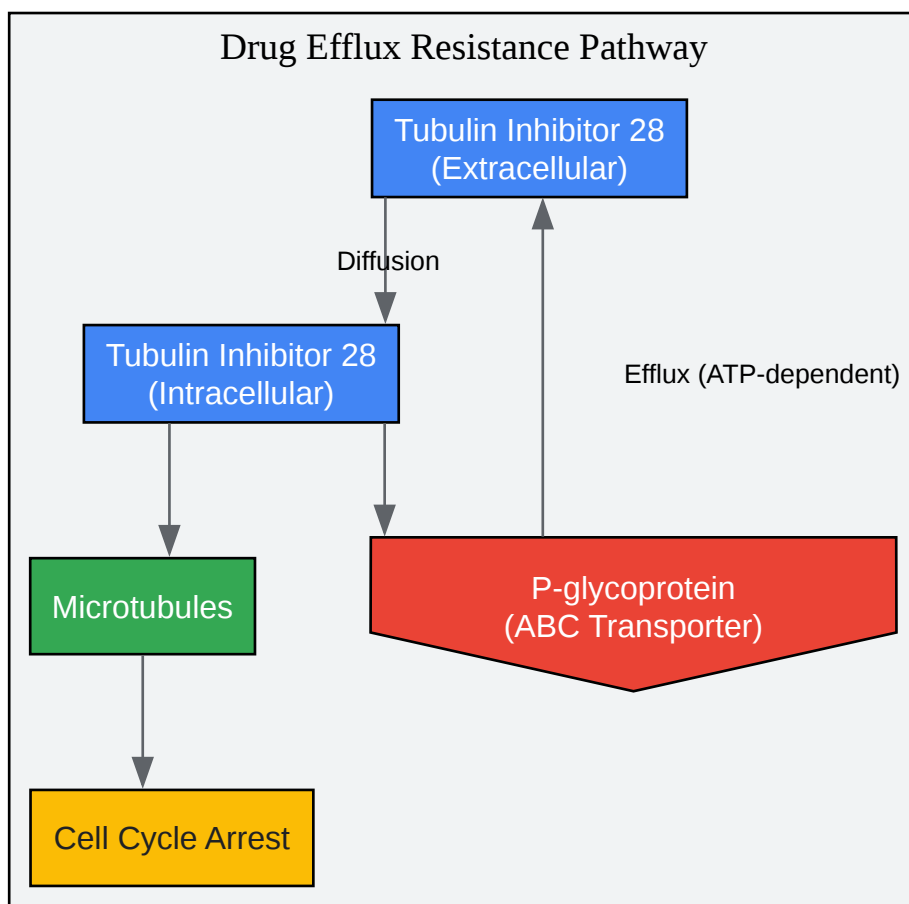 Drug Efflux Resistance Pathway
Tubulin Inhibitor 28
(Extracellular)
Diffusion
Tubulin Inhibitor 28
(Intracellular)
Efflux (ATP-dependent)
Microtubules
P-glycoprotein
(ABC Transporter)
Cell Cycle Arrest